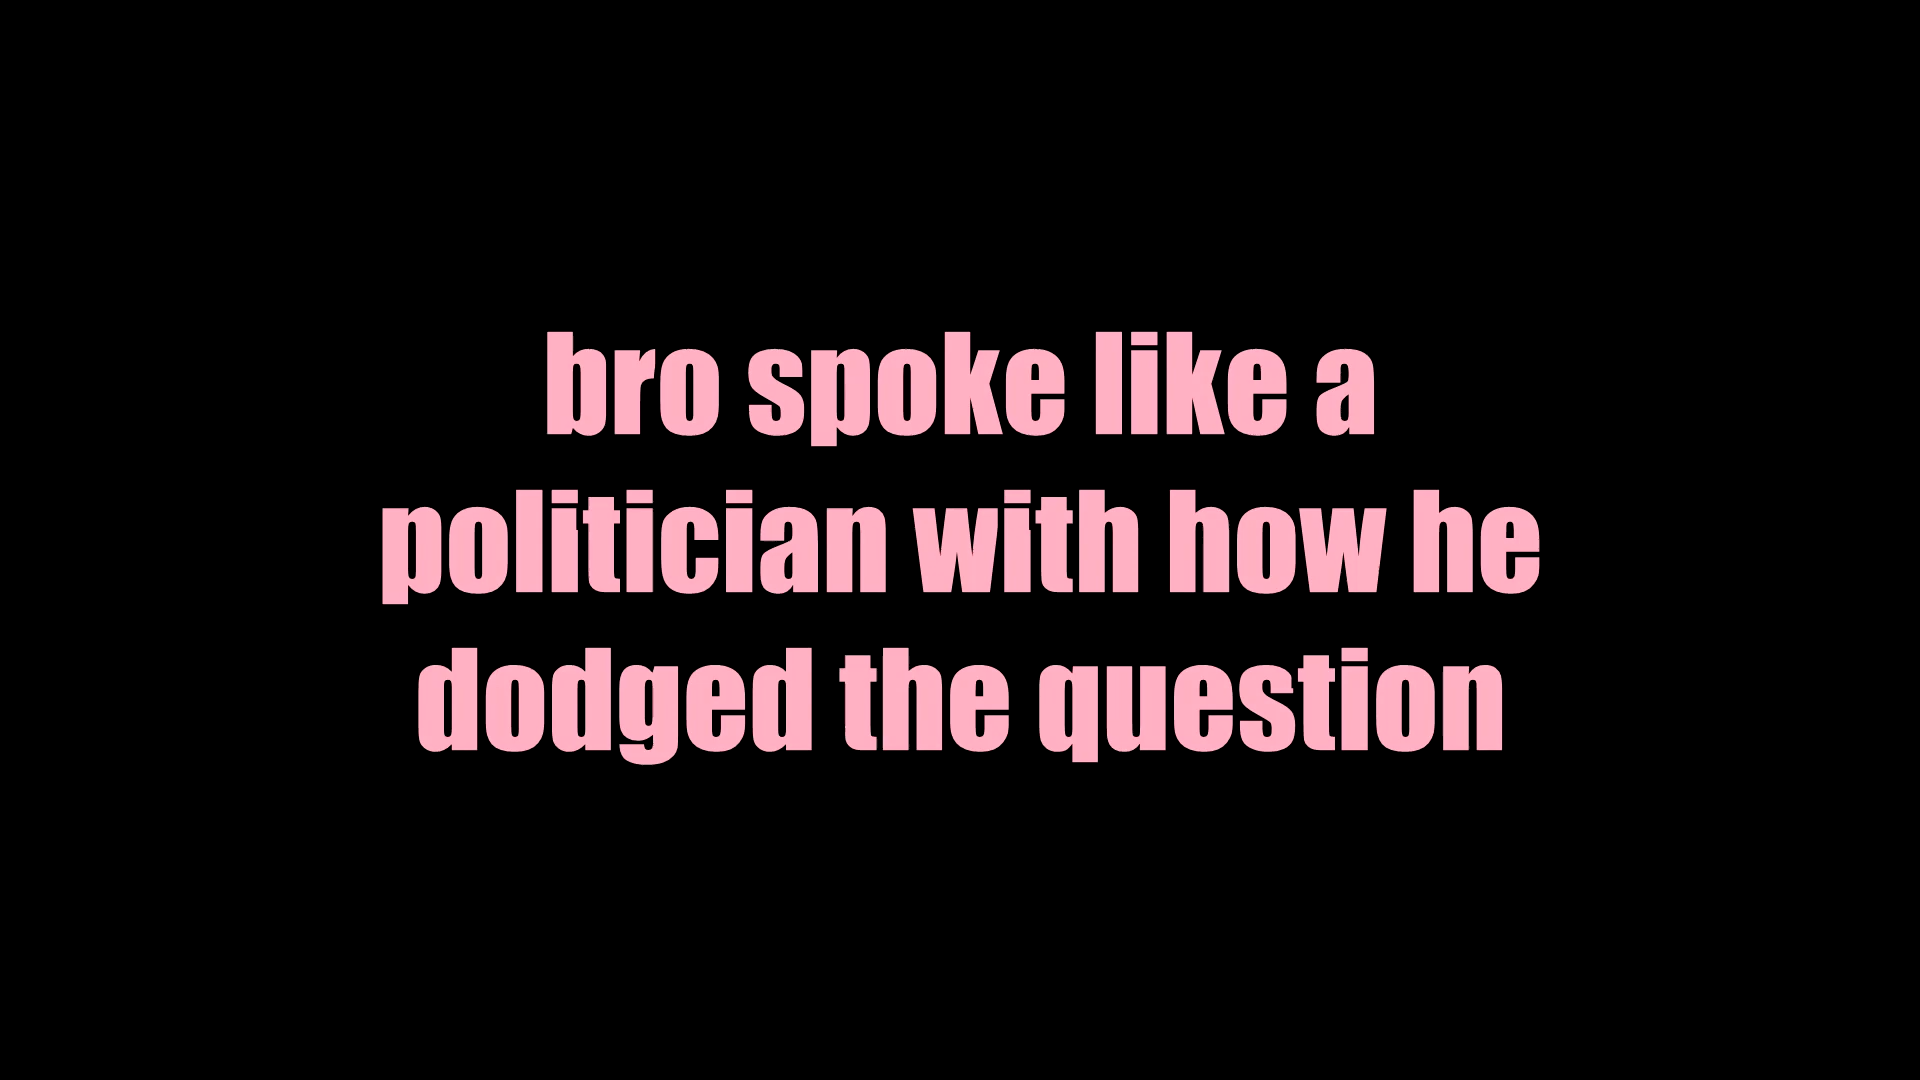 bro spoke like a
politician with how he
dodged the question